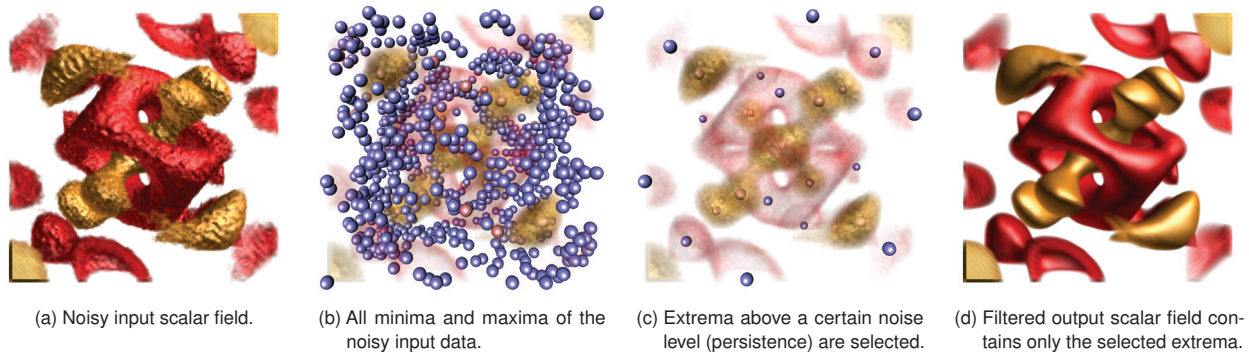 (a) Noisy input scalar field.
(b) All minima and maxima of the
noisy input data.
(c) Extrema above a certain noise
level (persistence) are selected.
(d) Filtered output scalar field con-
tains only the selected extrema.